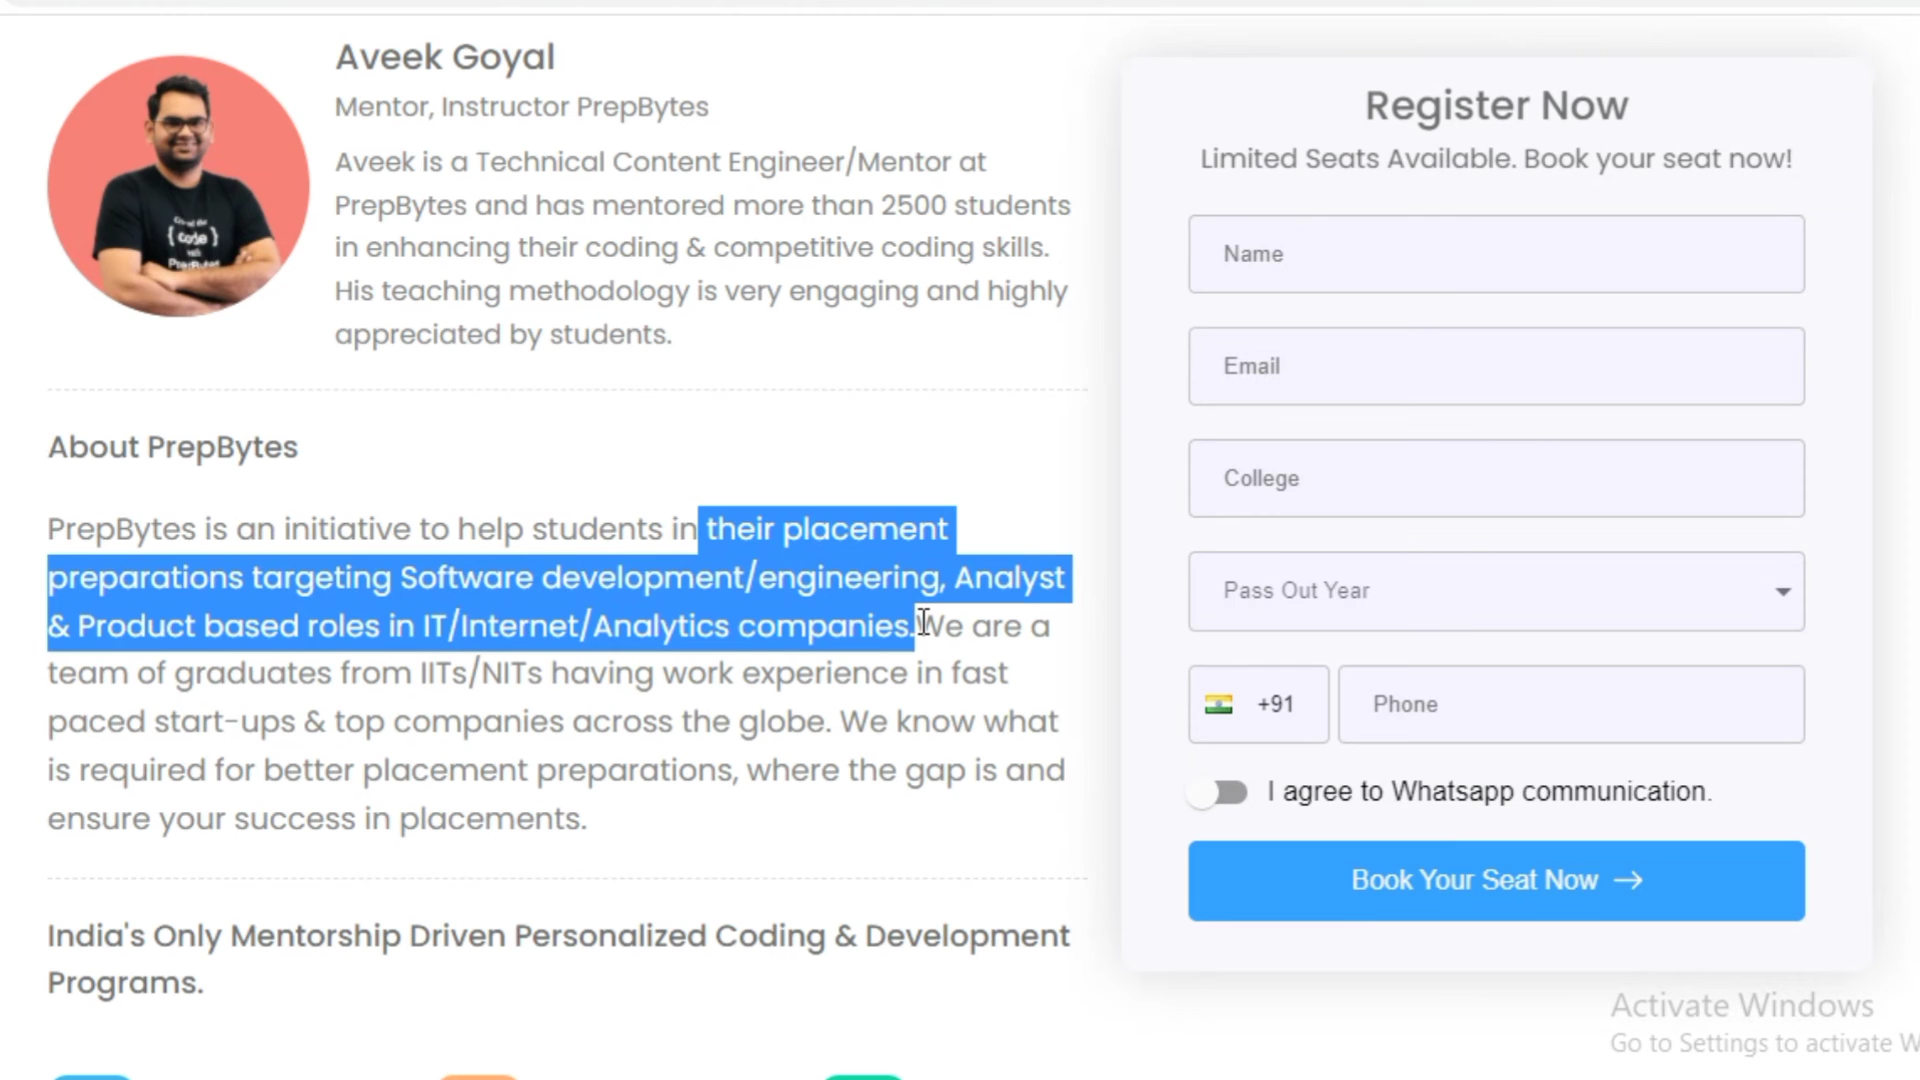 Aveek Goyal
Mentor, Instructor PrepBytes
Aveek is a Technical Content Engineer/Mentor at
PrepBytes and has mentored more than 2500 students
in enhancing their coding & competitive coding skills.
His teaching methodology is very engaging and highly
appreciated by students.
{ code }
About PrepBytes
PrepBytes is an initiative to help students in their placement
preparations targeting Software development/engineering, Analyst
& Product based roles in IT/Internet/Analytics companies. We are a
team of graduates from IITs/NITs having work experience in fast
paced start-ups & top companies across the globe. We know what
is required for better placement preparations, where the gap is and
ensure your success in placements.
India's Only Mentorship Driven Personalized Coding & Development
Programs.
Register Now
Limited Seats Available. Book your seat now!
Name
Email
College
Pass Out Year
+91
Phone
I agree to Whatsapp communication.
Book Your Seat Now →
Activate Windows
Go to Settings to activate W